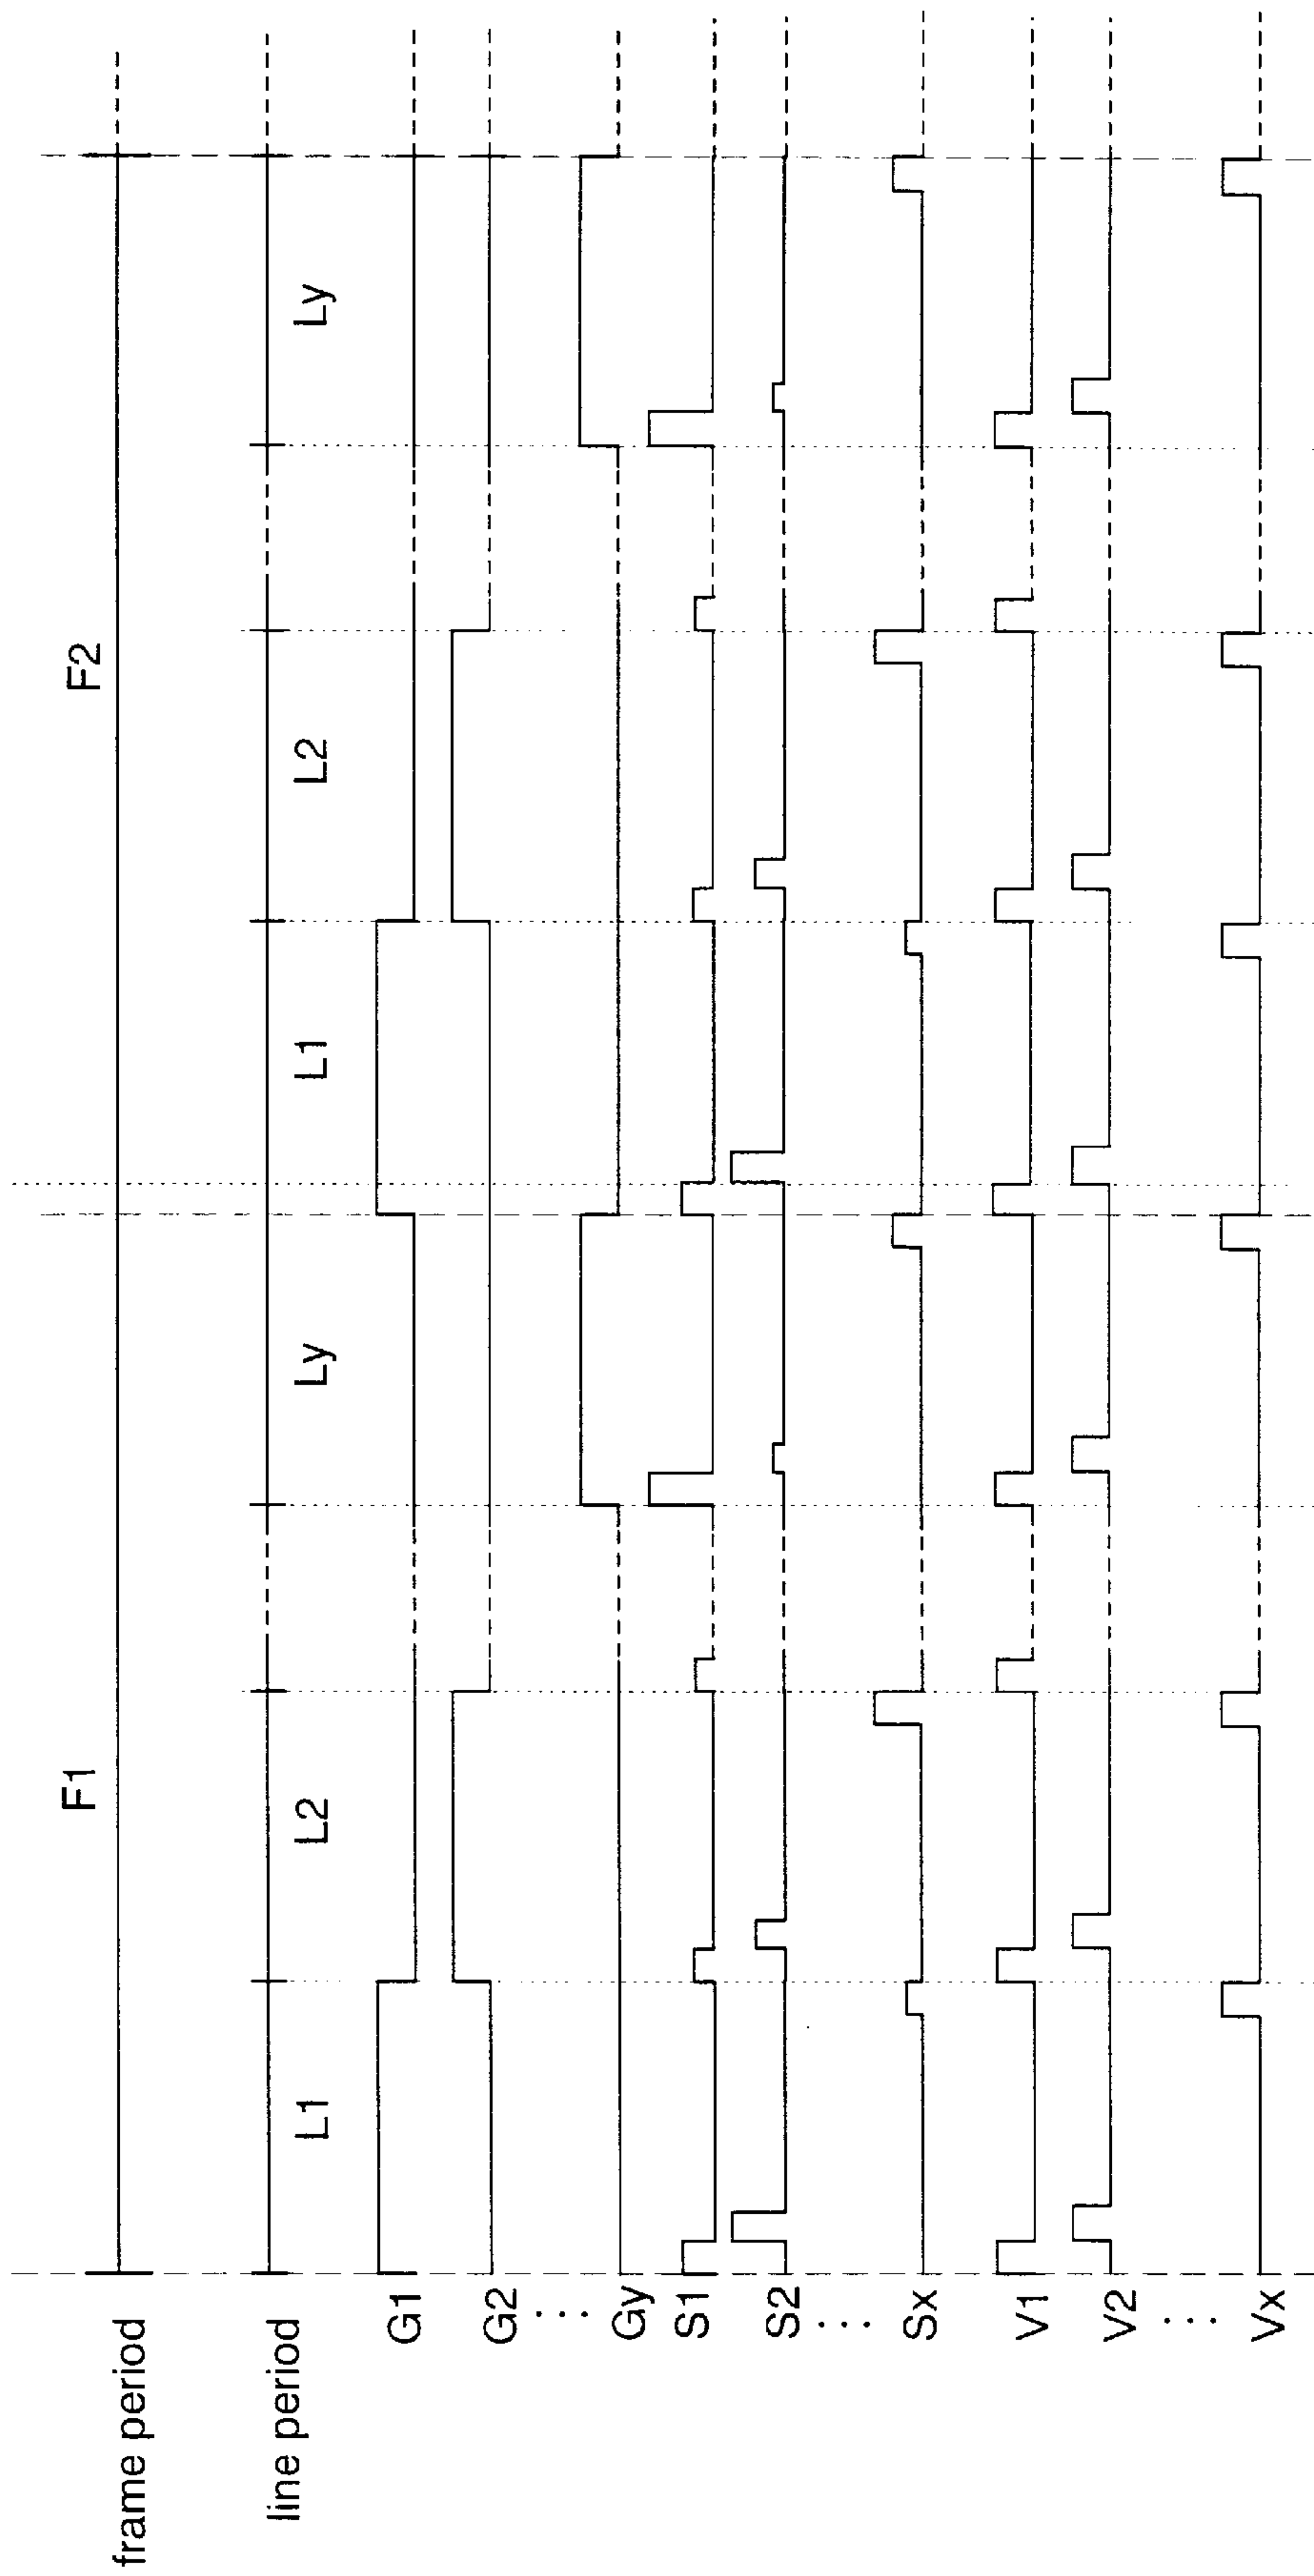 frame period
F1
F2
line period
L1
L2
Ly
L1
L2
Ly
G1
G2
⋮
Gy
S1
S2
⋮
Sx
V1
V2
⋮
Vx